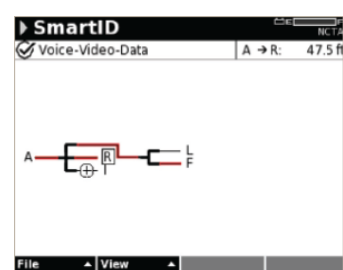 SmartID
E F
NCTA
Voice-Video-Data A → R: 47.5 ft
L
A R F
I
File View